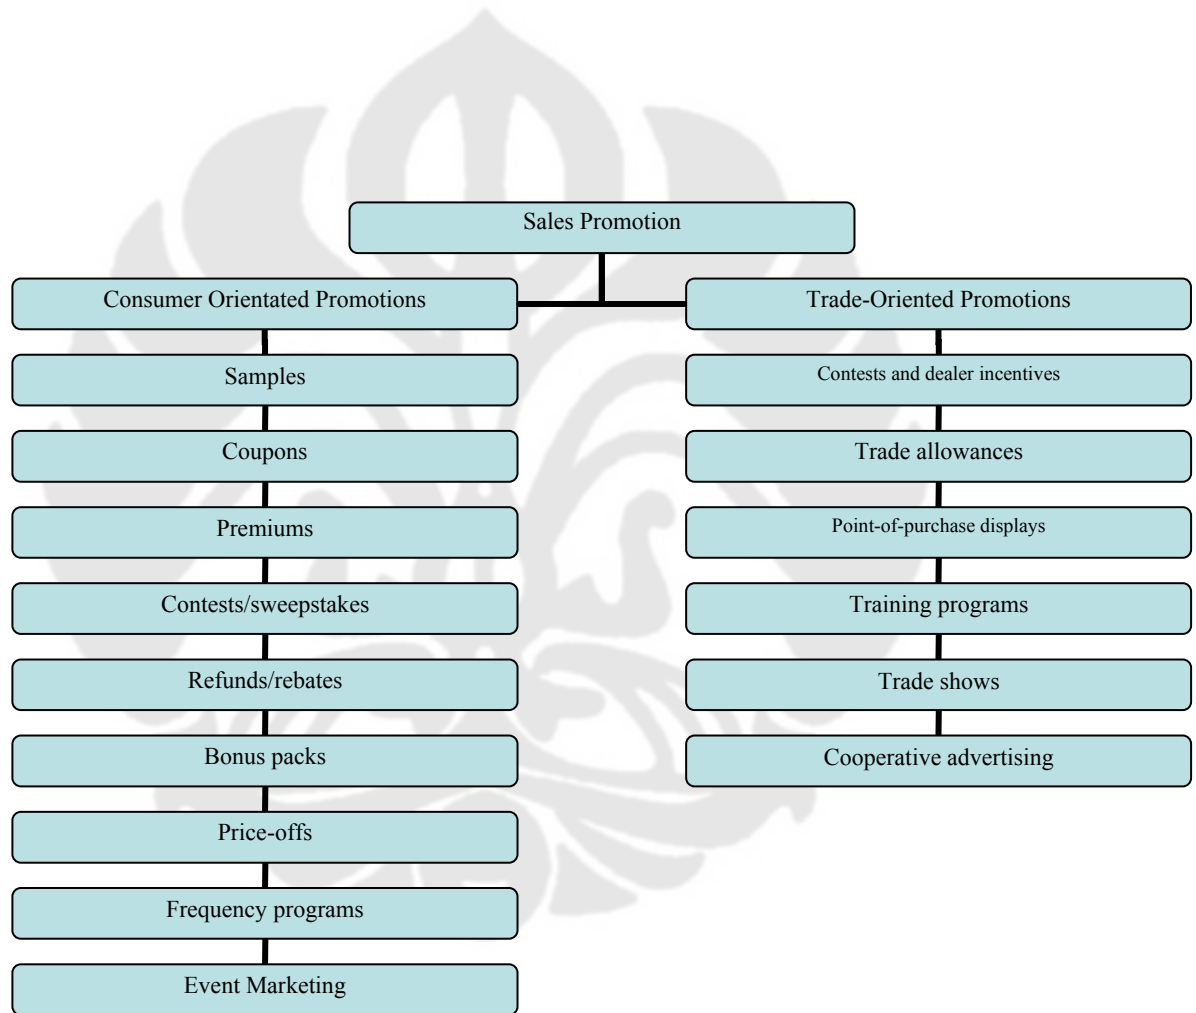 Sales Promotion
Consumer Orientated Promotions
Samples
Coupons
Premiums
Contests/sweepstakes
Refunds/rebates
Bonus packs
Price-offs
Frequency programs
Event Marketing
Trade-Oriented Promotions
Contests and dealer incentives
Trade allowances
Point-of-purchase displays
Training programs
Trade shows
Cooperative advertising